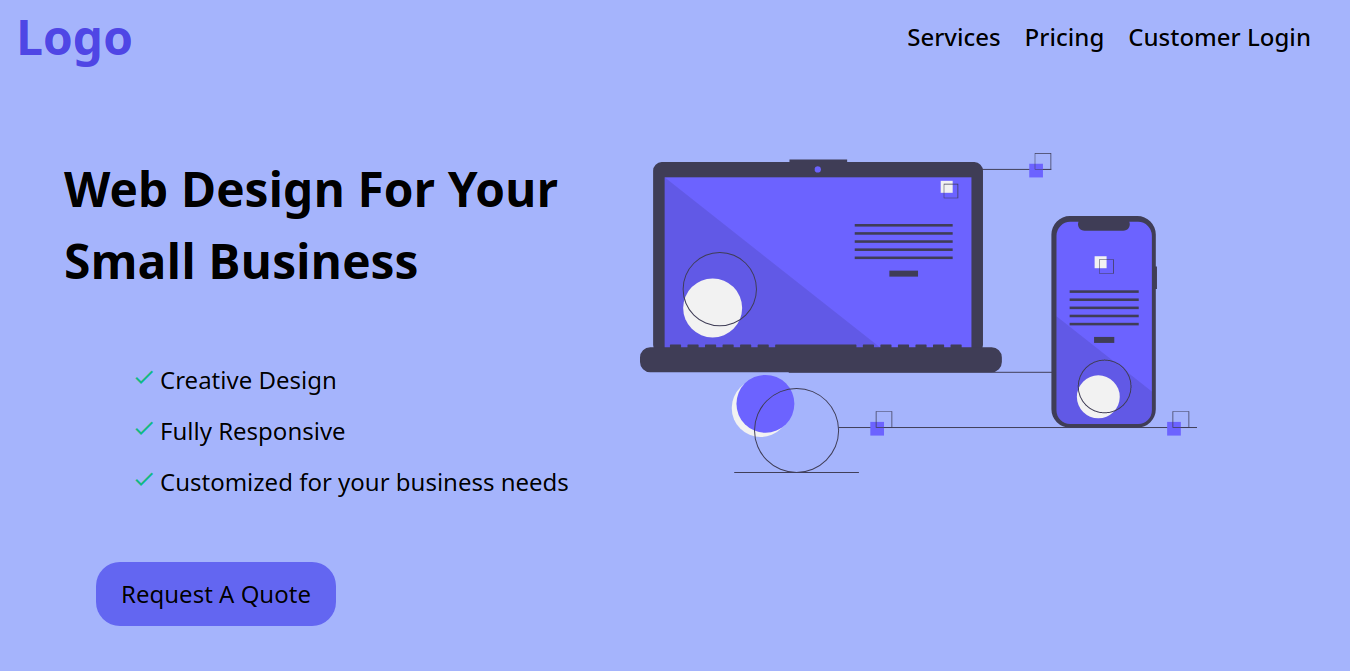 Logo
Services Pricing Customer Login
Web Design For Your
Small Business
Creative Design
Fully Responsive
Customized for your business needs
Request A Quote